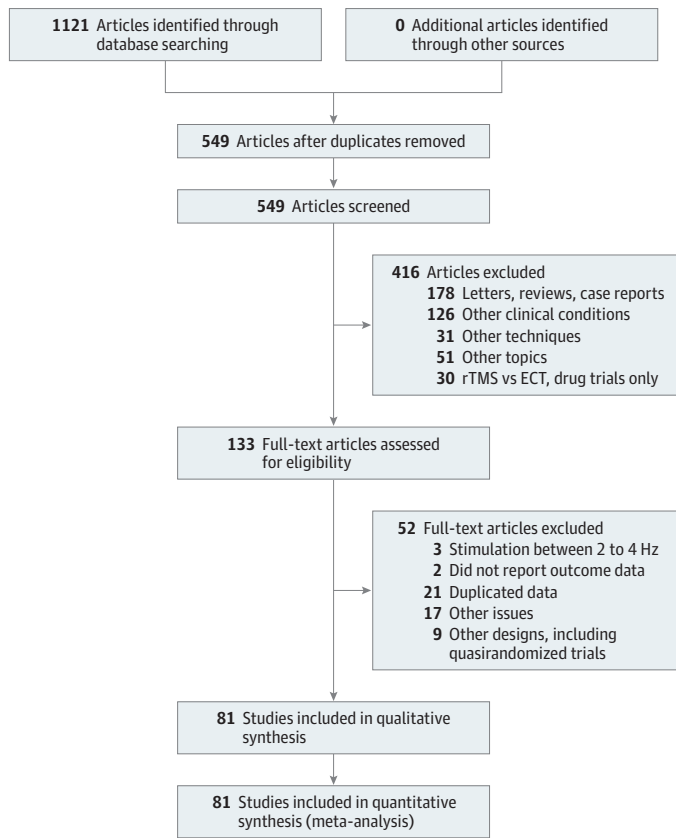 1121 Articles identified through
database searching
0 Additional articles identified
through other sources
549 Articles after duplicates removed
549 Articles screened
416 Articles excluded
178 Letters, reviews, case reports
126 Other clinical conditions
31 Other techniques
51 Other topics
30 rTMS vs ECT, drug trials only
133 Full-text articles assessed
for eligibility
52 Full-text articles excluded
3 Stimulation between 2 to 4 Hz
2 Did not report outcome data
21 Duplicated data
17 Other issues
9 Other designs, including
quasirandomized trials
81 Studies included in qualitative
synthesis
81 Studies included in quantitative
synthesis (meta-analysis)